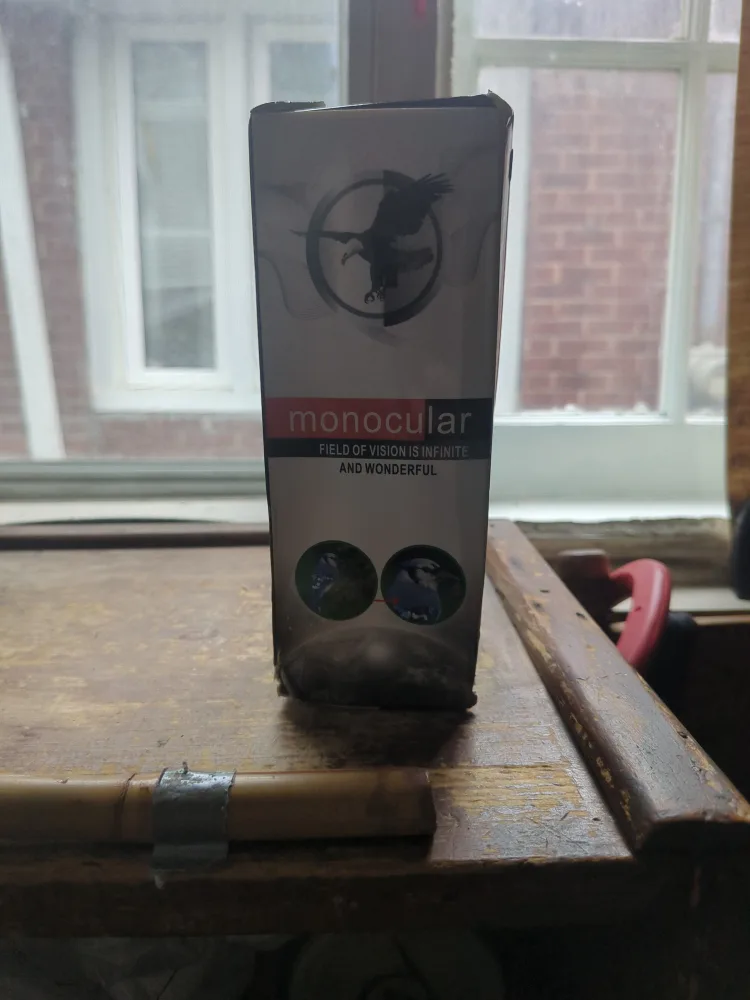 monocular
FIELD OF VISION IS INFINITE
AND WONDERFUL